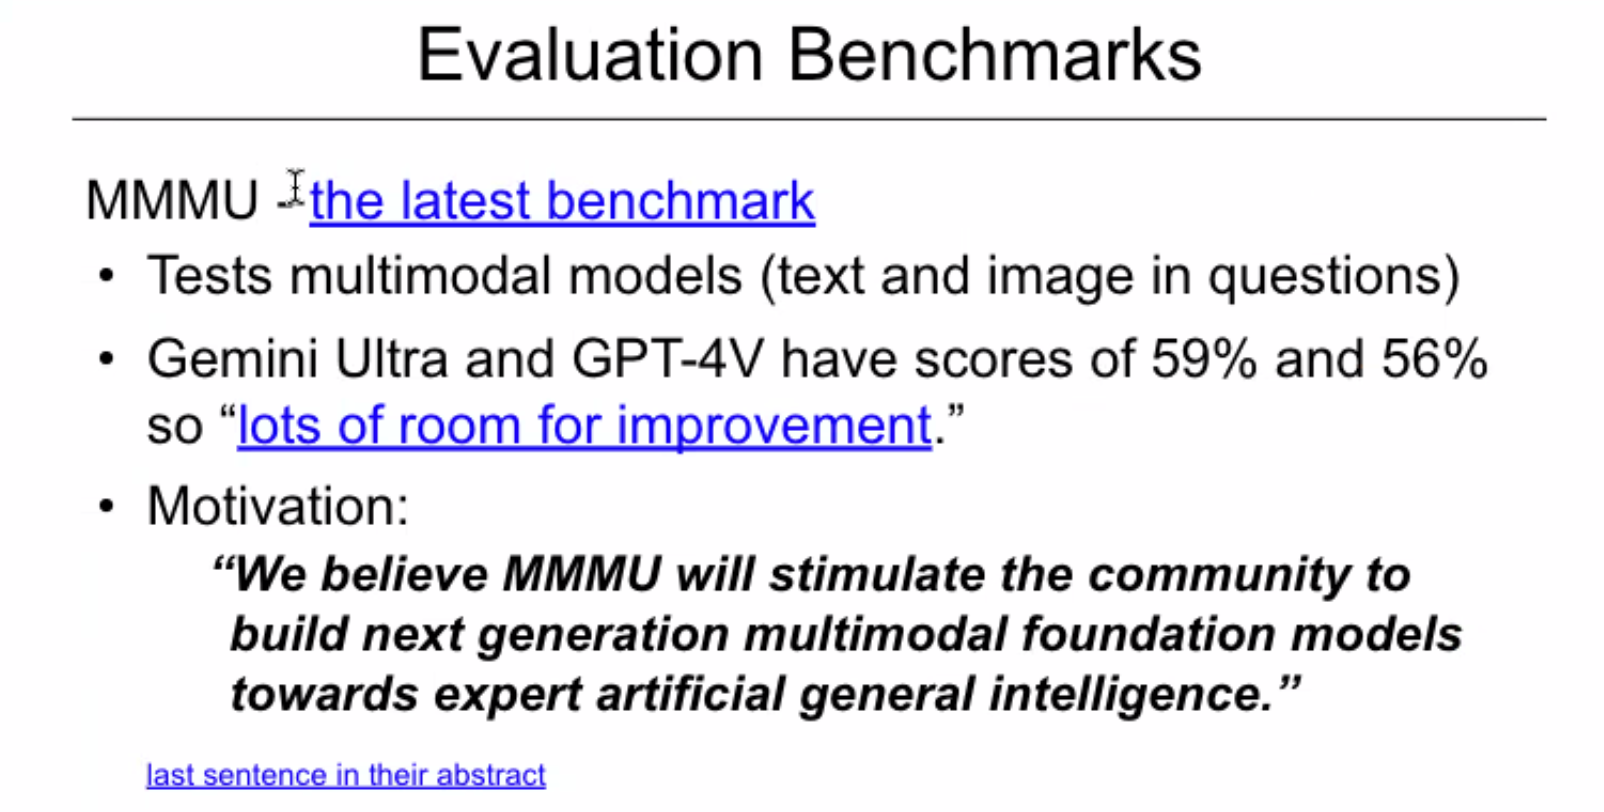 Evaluation Benchmarks
MMMU - the latest benchmark
• Tests multimodal models (text and image in questions)
• Gemini Ultra and GPT-4V have scores of 59% and 56%
so “lots of room for improvement.”
• Motivation:
“We believe MMMU will stimulate the community to
build next generation multimodal foundation models
towards expert artificial general intelligence.”
last sentence in their abstract